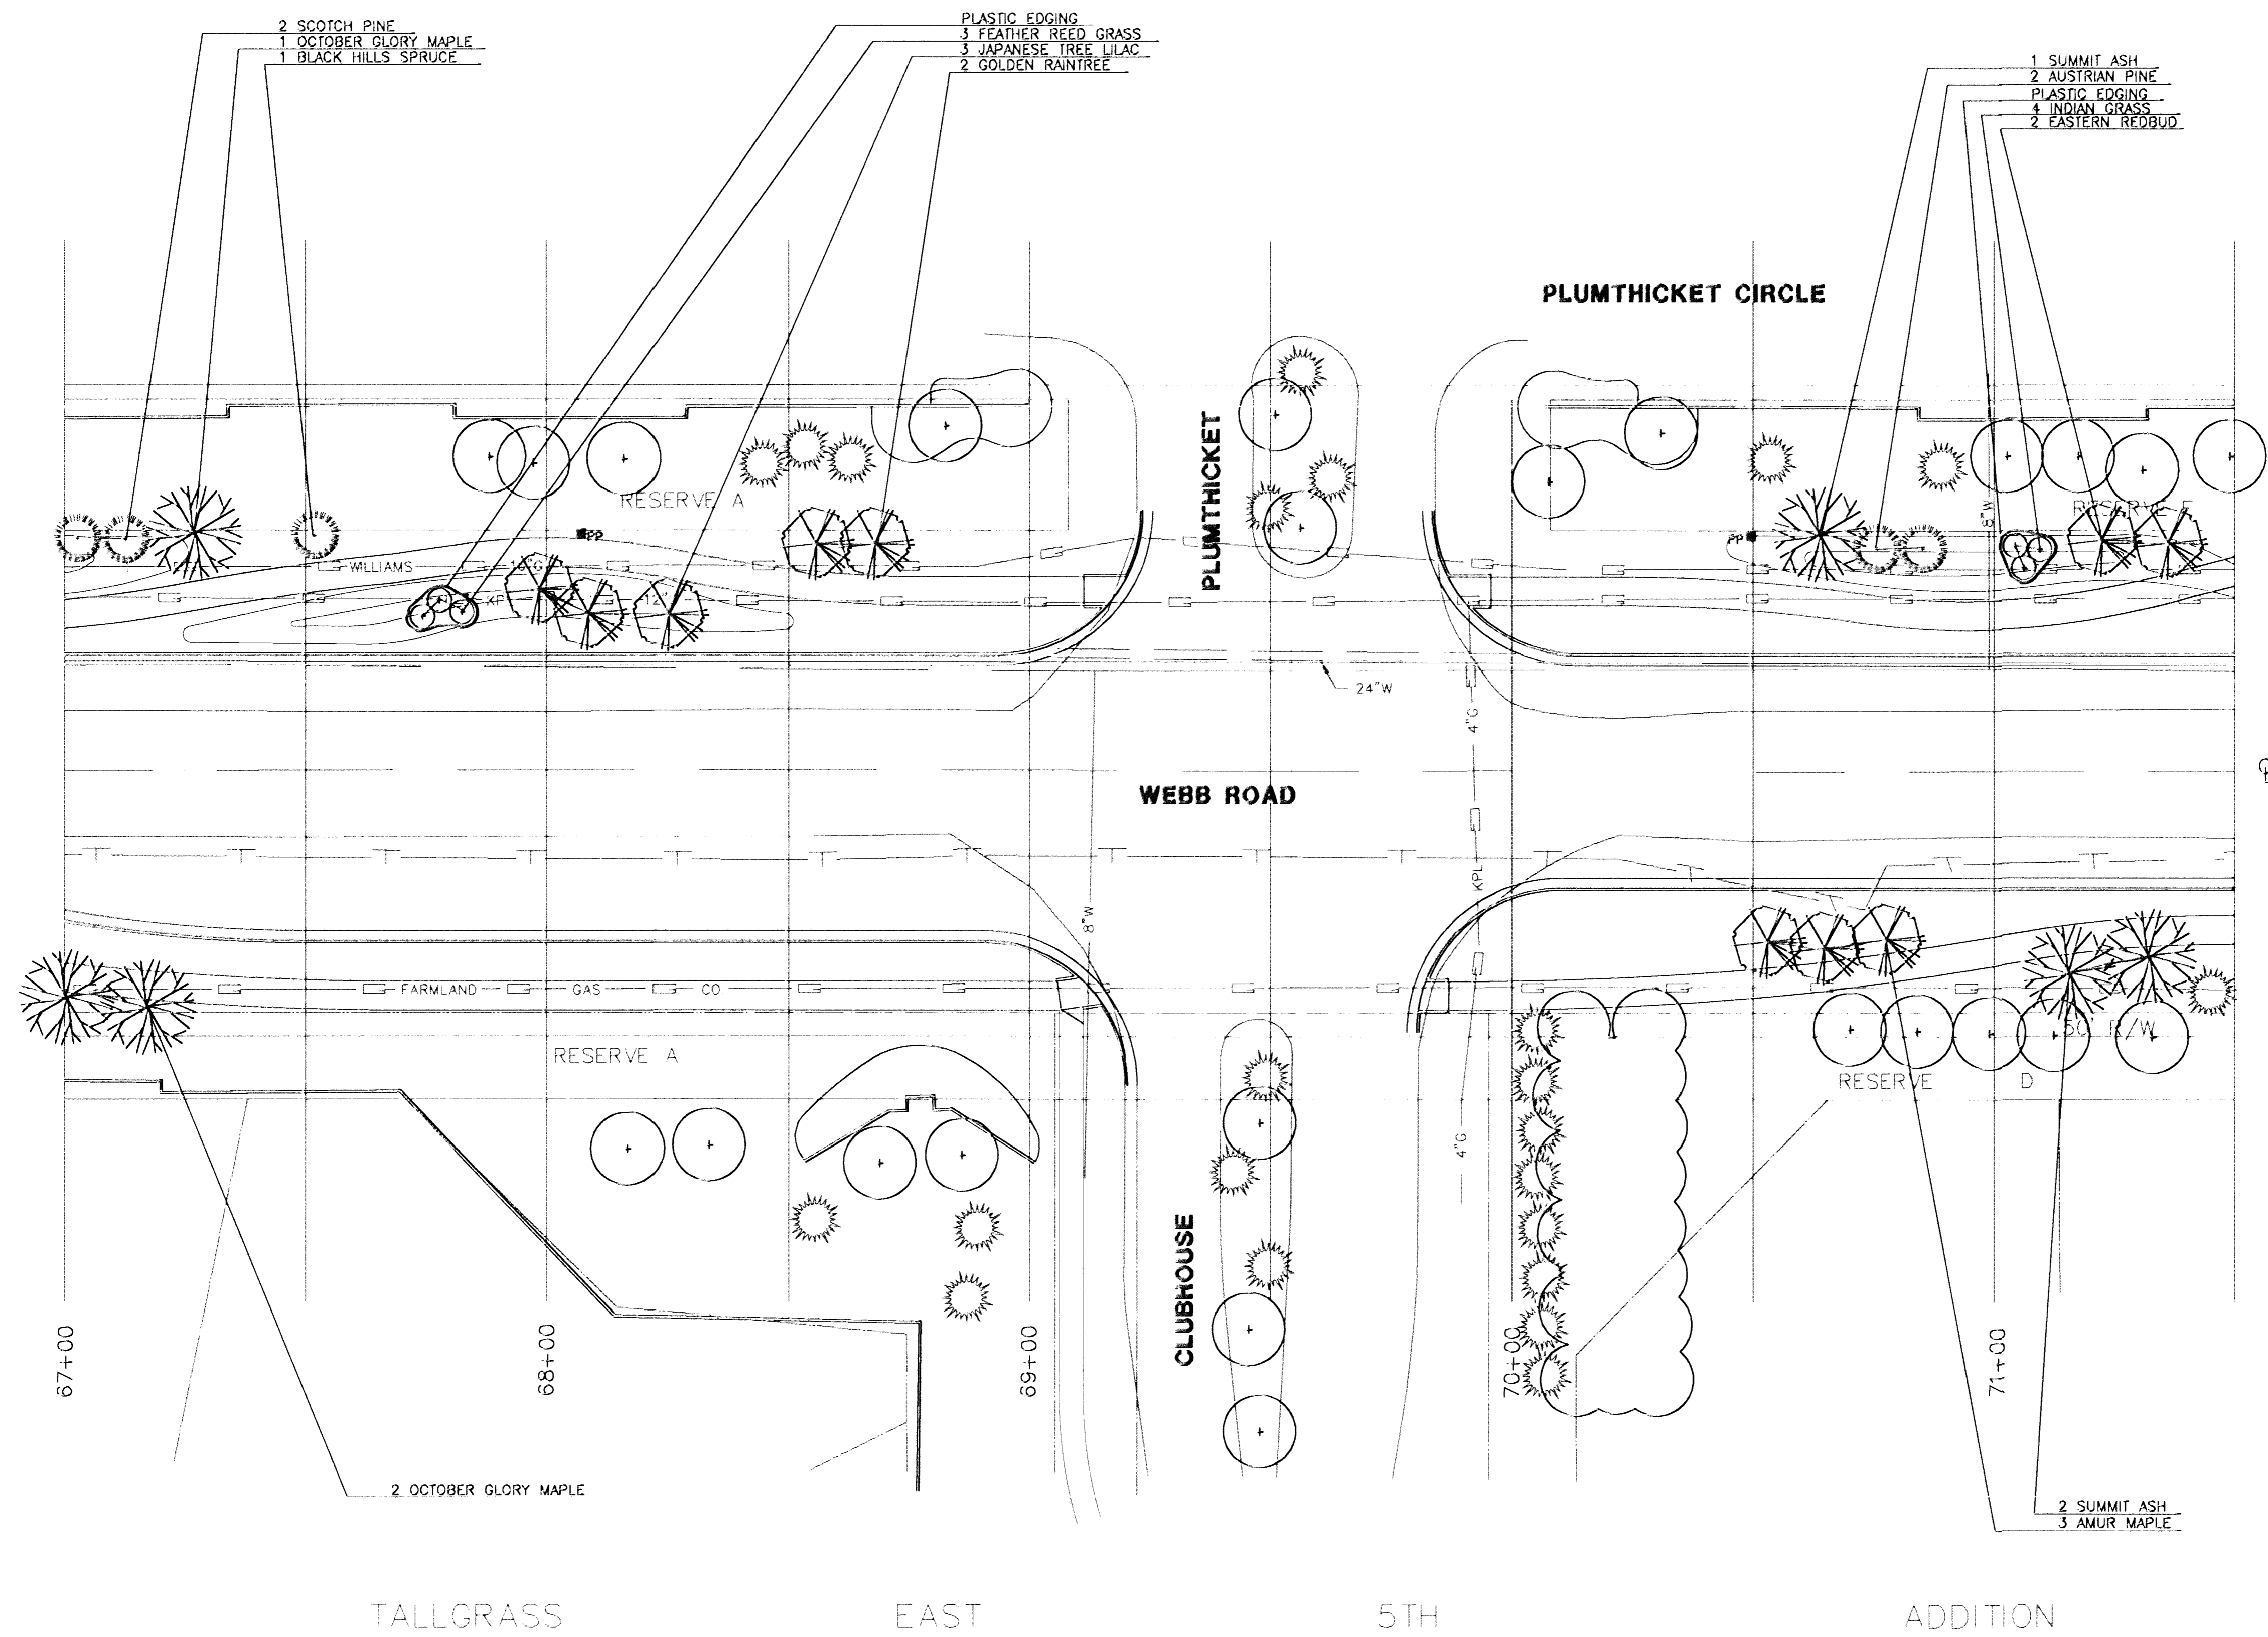 2 SCOTCH PINE
1 OCTOBER GLORY MAPLE
1 BLACK HILLS SPRUCE
PLASTIC EDGING
3 FEATHER REED GRASS
3 JAPANESE TREE LILAC
2 GOLDEN RAINTREE
1 SUMMIT ASH
2 AUSTRIAN PINE
PLASTIC EDGING
4 INDIAN GRASS
2 EASTERN REDBUD
PLUMTHICKET CIRCLE
PLUMTHICKET
RESERVE A
RESERVE F
8"W
PP
PP
WILLIAMS
16"G
12"
24"W
4"G
WEBB ROAD
KPL
8"W
FARMLAND GAS CO
RESERVE A
50' R/W
RESERVE D
4"G
CLUBHOUSE
67+00
68+00
69+00
70+00
71+00
2 OCTOBER GLORY MAPLE
2 SUMMIT ASH
3 AMUR MAPLE
TALLGRASS EAST 5TH ADDITION